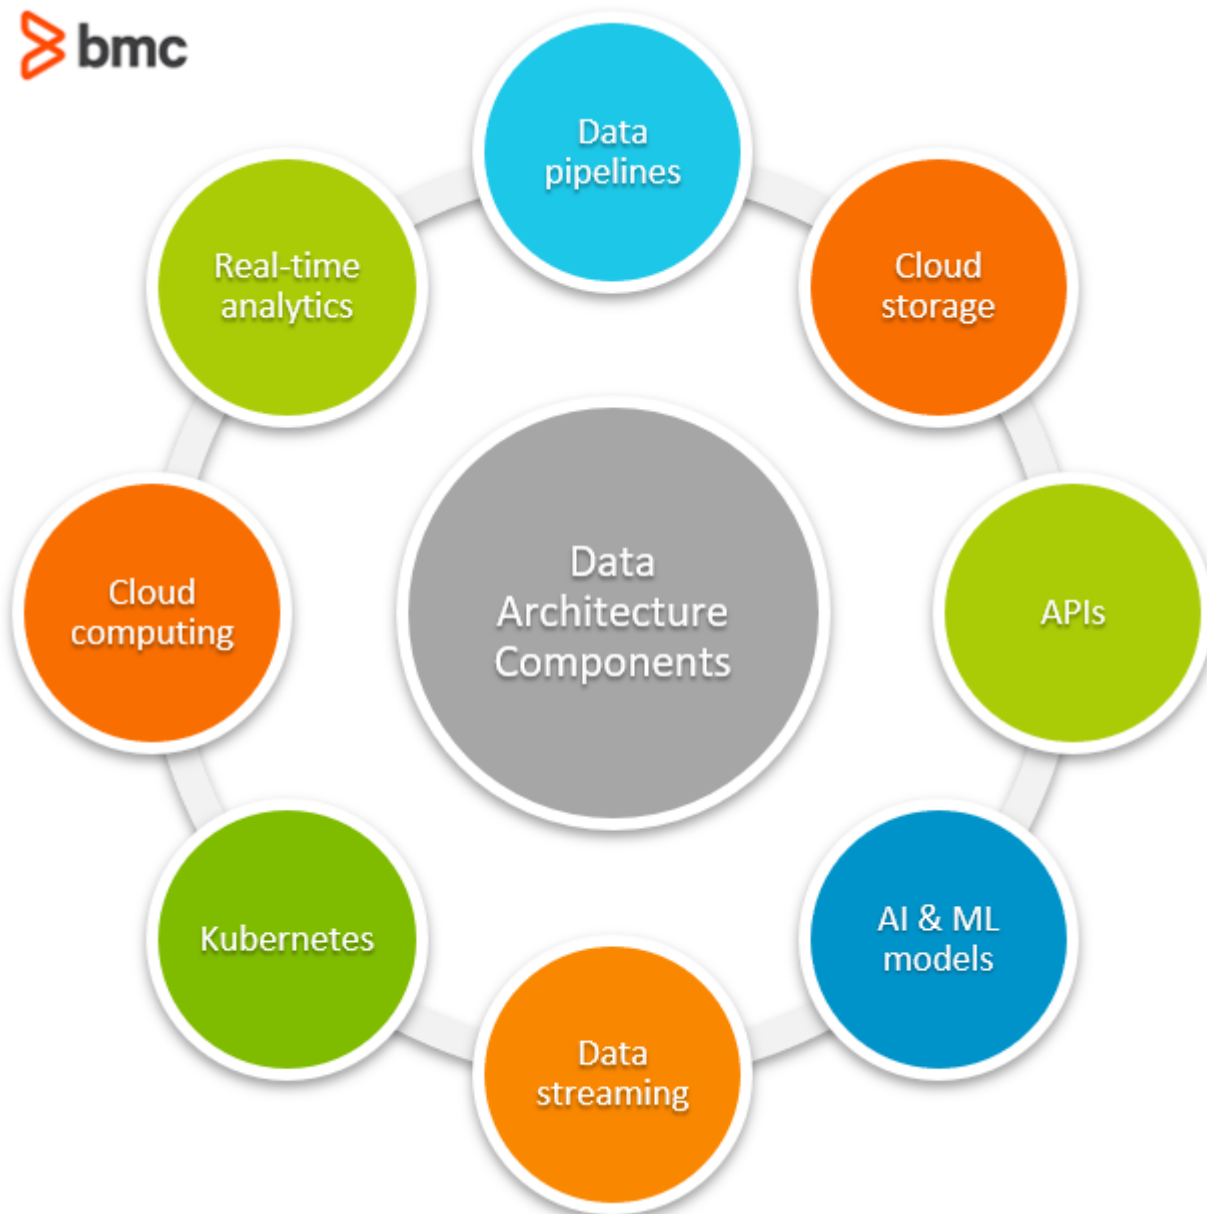 bmc
Data
pipelines
Cloud
storage
APIs
AI & ML
models
Data
streaming
Kubernetes
Cloud
computing
Real-time
analytics
Data
Architecture
Components